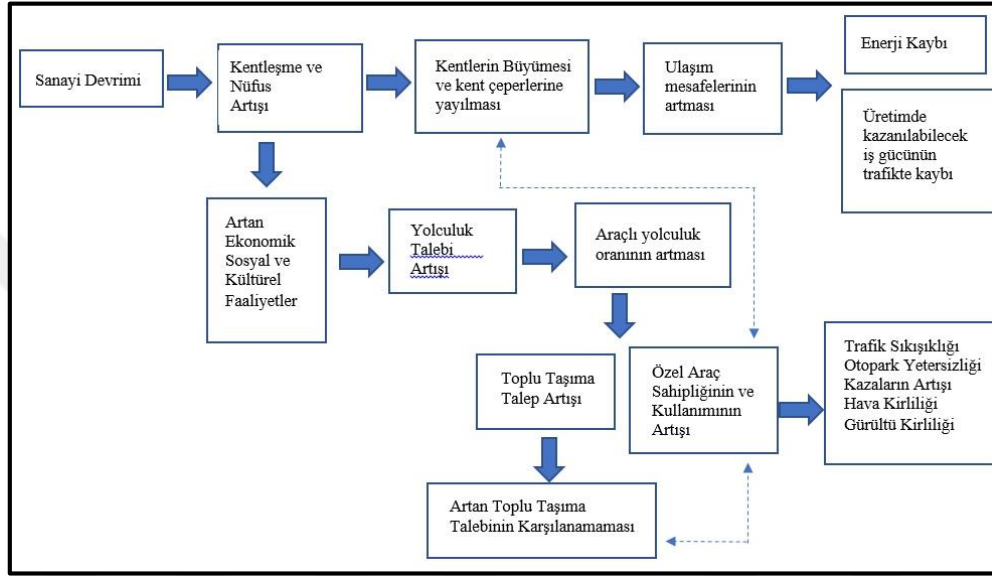 Sanayi Devrimi
Kentleşme ve
Nüfus
Artışı
Kentlerin Büyümesi
ve kent çeperlerine
yayılması
Ulaşım
mesafelerinin
artması
Enerji Kaybı
Üretimde
kazanılabilecek
iş gücünün
trafikte kaybı
Artan
Ekonomik
Sosyal ve
Kültürel
Faaliyetler
Yolculuk
Talebi
Artışı
Araçlı yolculuk
oranının artması
Toplu Taşıma
Talep Artışı
Özel Araç
Sahipliğinin ve
Kullanımının
Artışı
Trafik Sıkışıklığı
Otopark Yetersizliği
Kazaların Artışı
Hava Kirliliği
Gürültü Kirliliği
Artan Toplu Taşıma
Talebinin Karşılanamaması